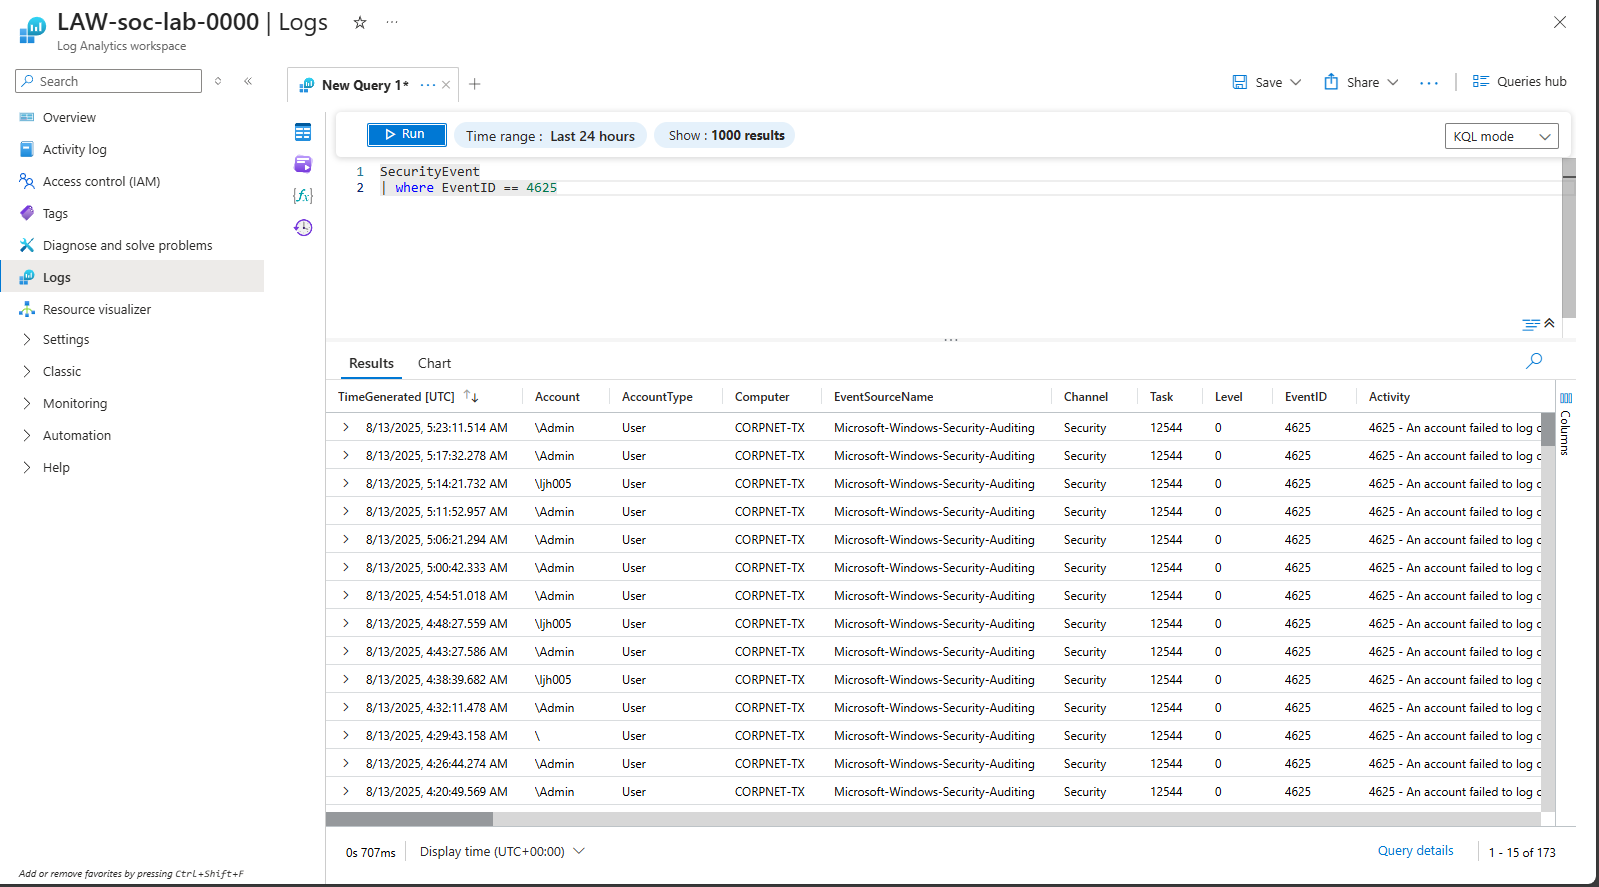 LAW-soc-lab-0000 | Logs ☆ ···
Log Analytics workspace
Search
Overview
Activity log
Access control (IAM)
Tags
Diagnose and solve problems
Logs
Resource visualizer
Settings
Classic
Monitoring
Automation
Help
Add or remove favorites by pressing Ctrl+Shift+F
New Query 1*
Save
Share
Queries hub
Run
Time range : Last 24 hours
Show : 1000 results
KQL mode
1 SecurityEvent
2 | where EventID == 4625
Results Chart
TimeGenerated [UTC] Account AccountType Computer EventSourceName Channel Task Level EventID Activity
8/13/2025, 5:23:11.514 AM \Admin User CORPNET-TX Microsoft-Windows-Security-Auditing Security 12544 0 4625 4625 - An account failed to log o
8/13/2025, 5:17:32.278 AM \Admin User CORPNET-TX Microsoft-Windows-Security-Auditing Security 12544 0 4625 4625 - An account failed to log o
8/13/2025, 5:14:21.732 AM \ljh005 User CORPNET-TX Microsoft-Windows-Security-Auditing Security 12544 0 4625 4625 - An account failed to log o
8/13/2025, 5:11:52.957 AM \Admin User CORPNET-TX Microsoft-Windows-Security-Auditing Security 12544 0 4625 4625 - An account failed to log o
8/13/2025, 5:06:21.294 AM \Admin User CORPNET-TX Microsoft-Windows-Security-Auditing Security 12544 0 4625 4625 - An account failed to log o
8/13/2025, 5:00:42.333 AM \Admin User CORPNET-TX Microsoft-Windows-Security-Auditing Security 12544 0 4625 4625 - An account failed to log o
8/13/2025, 4:54:51.018 AM \Admin User CORPNET-TX Microsoft-Windows-Security-Auditing Security 12544 0 4625 4625 - An account failed to log o
8/13/2025, 4:48:27.559 AM \ljh005 User CORPNET-TX Microsoft-Windows-Security-Auditing Security 12544 0 4625 4625 - An account failed to log o
8/13/2025, 4:43:27.586 AM \Admin User CORPNET-TX Microsoft-Windows-Security-Auditing Security 12544 0 4625 4625 - An account failed to log o
8/13/2025, 4:38:39.682 AM \ljh005 User CORPNET-TX Microsoft-Windows-Security-Auditing Security 12544 0 4625 4625 - An account failed to log o
8/13/2025, 4:32:11.478 AM \Admin User CORPNET-TX Microsoft-Windows-Security-Auditing Security 12544 0 4625 4625 - An account failed to log o
8/13/2025, 4:29:43.158 AM \ User CORPNET-TX Microsoft-Windows-Security-Auditing Security 12544 0 4625 4625 - An account failed to log o
8/13/2025, 4:26:44.274 AM \Admin User CORPNET-TX Microsoft-Windows-Security-Auditing Security 12544 0 4625 4625 - An account failed to log o
8/13/2025, 4:20:49.569 AM \Admin User CORPNET-TX Microsoft-Windows-Security-Auditing Security 12544 0 4625 4625 - An account failed to log o
Columns
0s 707ms Display time (UTC+00:00) Query details 1 - 15 of 173